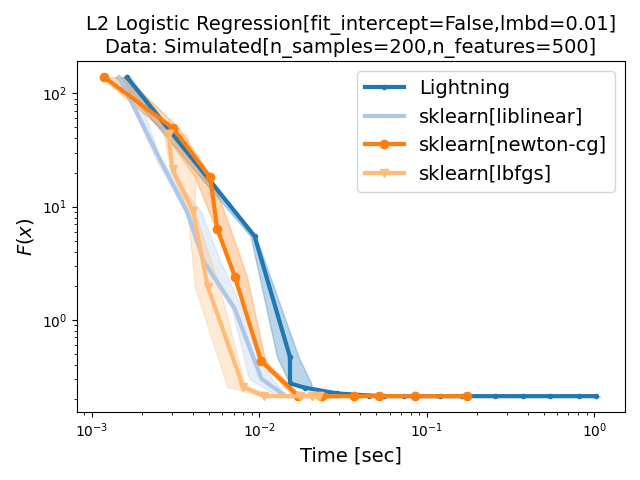 L2 Logistic Regression[fit_intercept=False,lmbd=0.01]
Data: Simulated[n_samples=200,n_features=500]
Lightning
sklearn[liblinear]
sklearn[newton-cg]
sklearn[lbfgs]
F(x)
10²
10¹
10⁰
10⁻³ 10⁻² 10⁻¹ 10⁰
Time [sec]